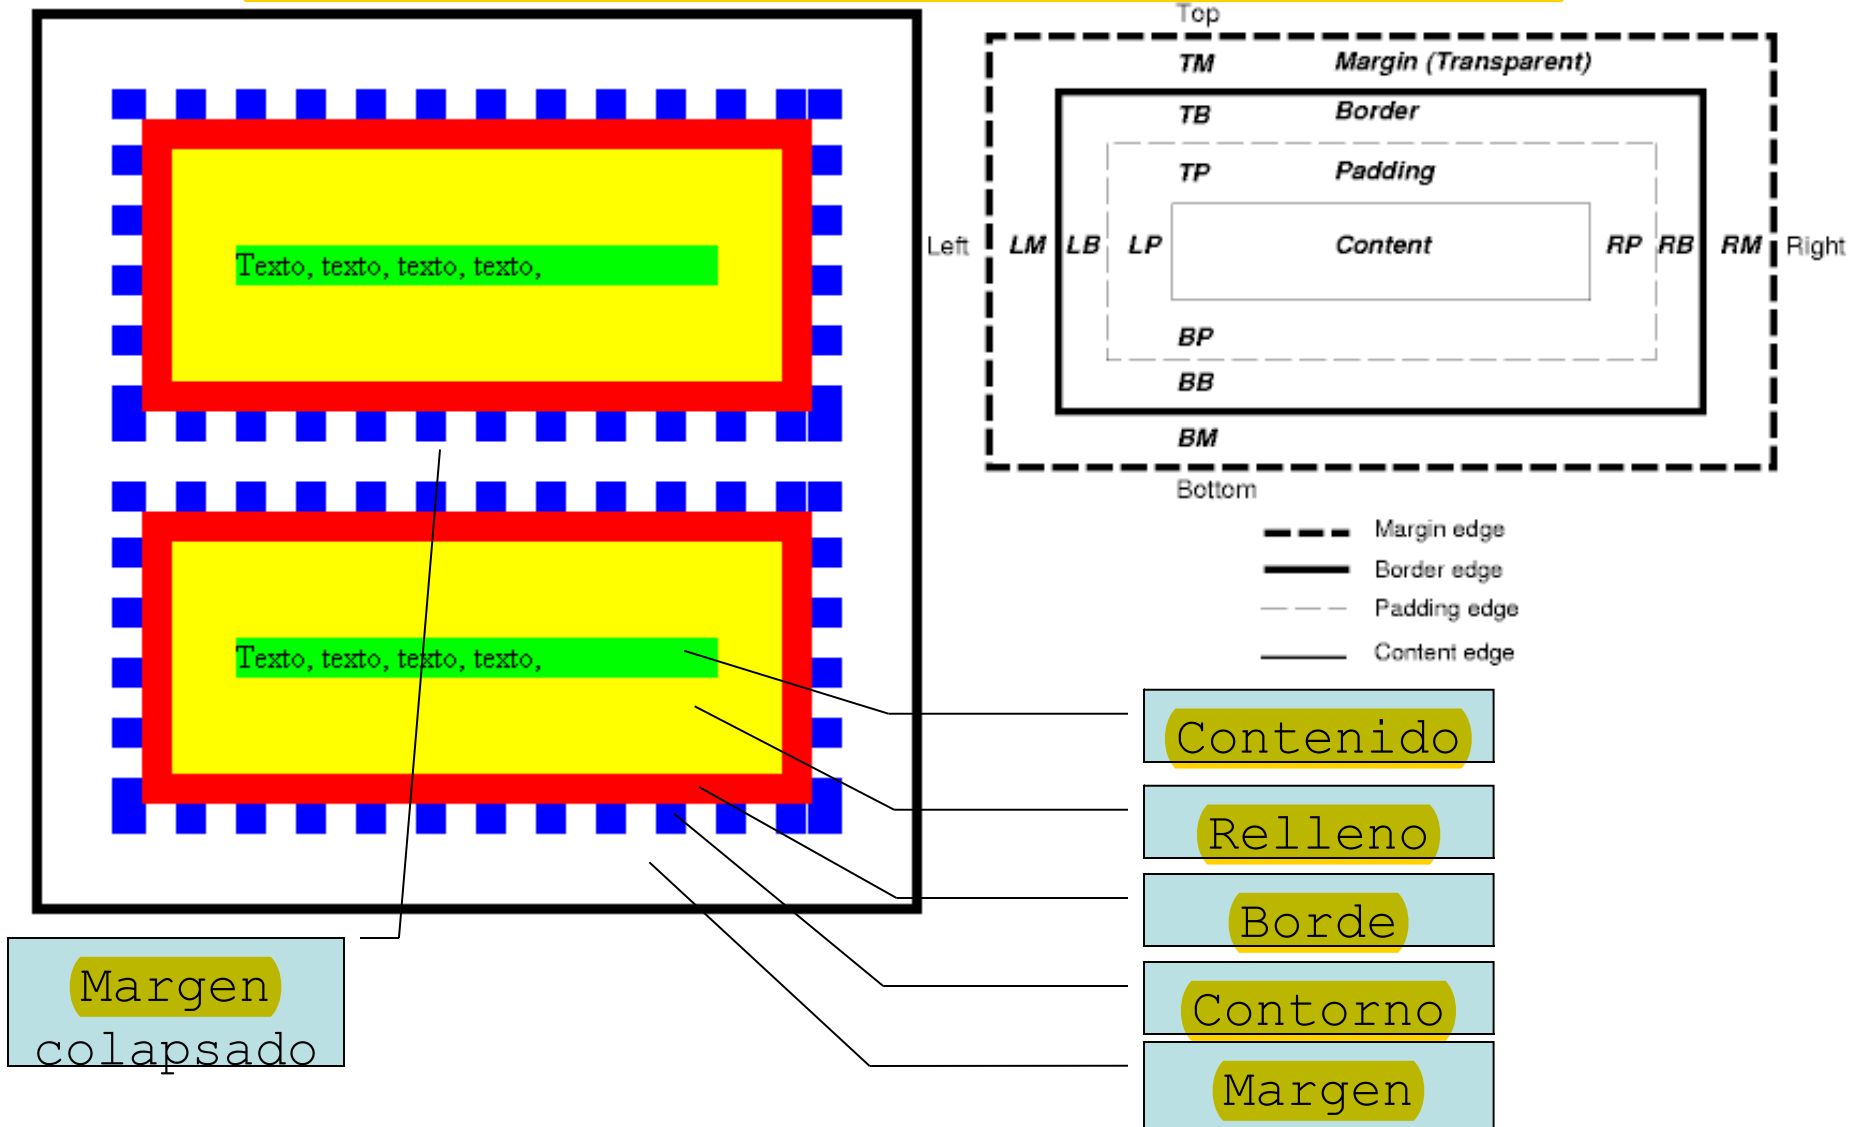 Top
TM Margin (Transparent)
TB Border
TP Padding
Left LM LB LP Content RP RB RM Right
BP
BB
BM
Bottom
Margin edge
Border edge
Padding edge
Content edge
Texto, texto, texto, texto,
Texto, texto, texto, texto,
Contenido
Relleno
Borde
Contorno
Margen
Margen
colapsado